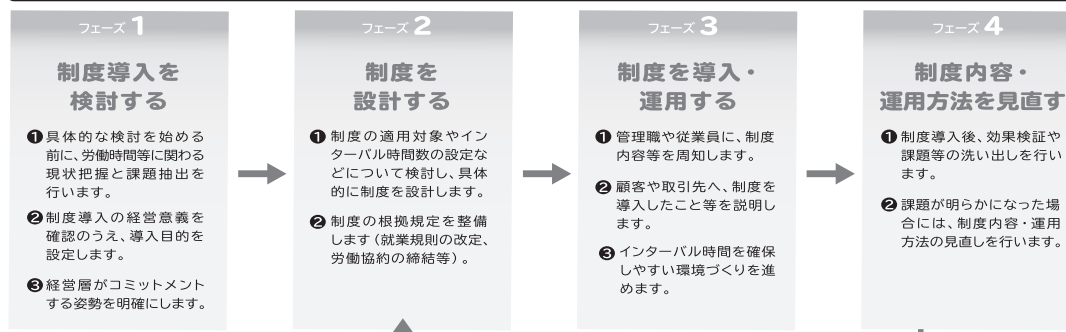 フェーズ 1
制度導入を
検討する
❶具体的な検討を始める
前に、労働時間等に関わる
現状把握と課題抽出を
行います。
❷制度導入の経営意義を
確認のうえ、導入目的を
設定します。
❸経営層がコミットメント
する姿勢を明確にします。
フェーズ 2
制度を
設計する
❶制度の適用対象やイン
ターバル時間数の設定な
どについて検討し、具体
的に制度を設計します。
❷制度の根拠規定を整備
します（就業規則の改定、
労働協約の締結等）。
フェーズ 3
制度を導入・
運用する
❶管理職や従業員に、制度
内容等を周知します。
❷顧客や取引先へ、制度を
導入したこと等を説明し
ます。
❸インターバル時間を確保
しやすい環境づくりを進
めます。
フェーズ 4
制度内容・
運用方法を見直す
❶制度導入後、効果検証や
課題等の洗い出しを行い
ます。
❷課題が明らかになった場
合には、制度内容・運用
方法の見直しを行います。